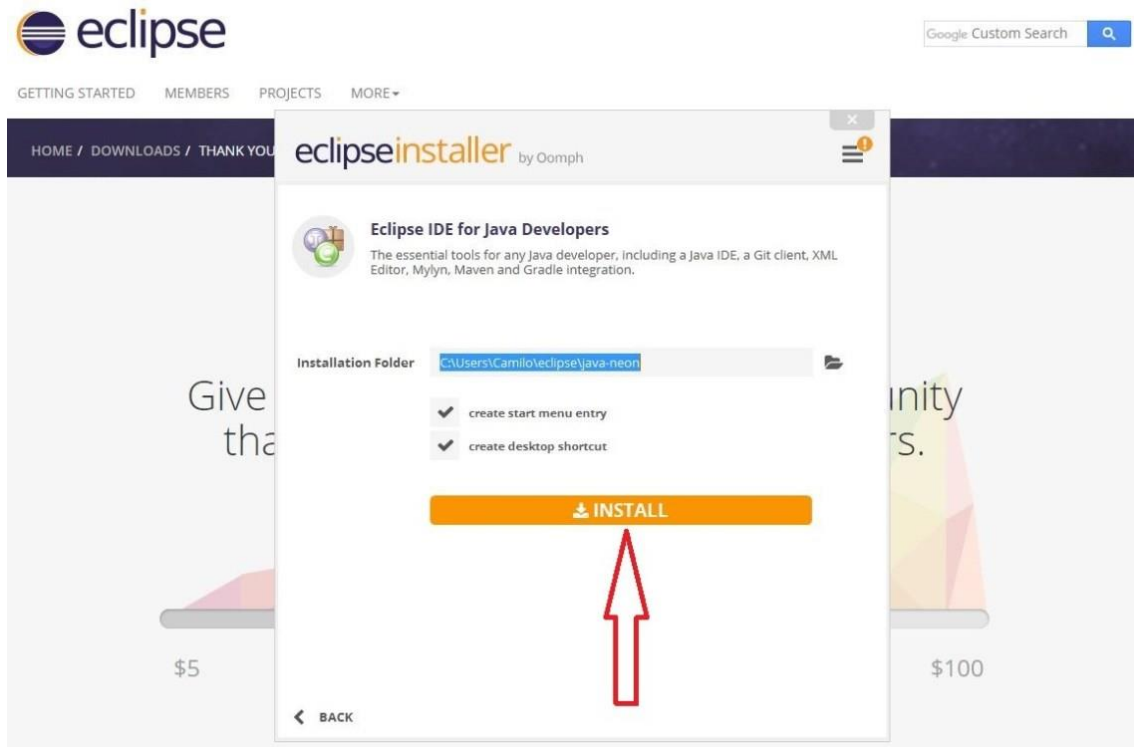 eclipse
Google Custom Search
GETTING STARTED MEMBERS PROJECTS MORE
HOME / DOWNLOADS / THANK YOU
eclipseinstaller by Oomph
Eclipse IDE for Java Developers
The essential tools for any Java developer, including a Java IDE, a Git client, XML
Editor, Mylyn, Maven and Gradle integration.
Installation Folder C:\Users\Camilo\eclipse\java-neon
create start menu entry
create desktop shortcut
Give
tha
INSTALL
$5 $100
BACK